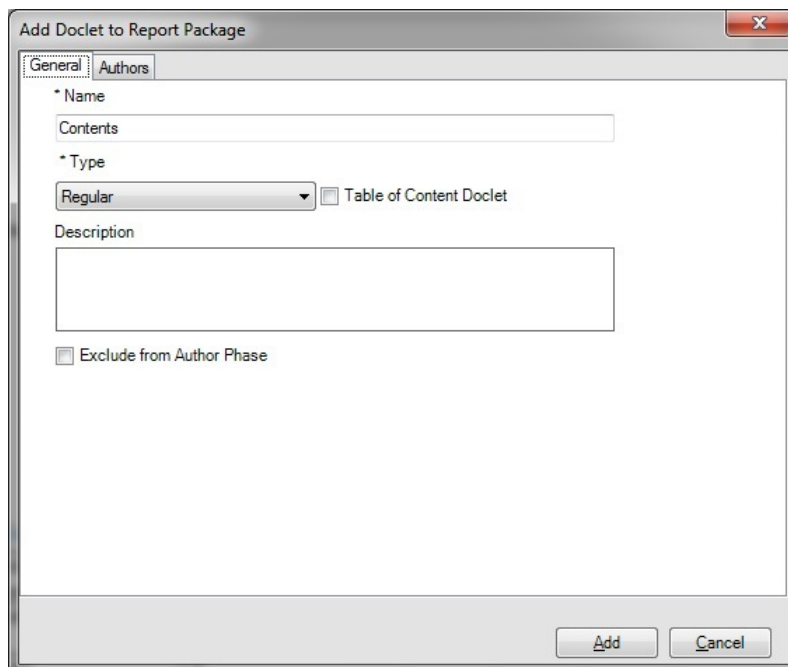 Add Doclet to Report Package
General Authors
* Name
Contents
* Type
Regular Table of Content Doclet
Description
Exclude from Author Phase
Add Cancel